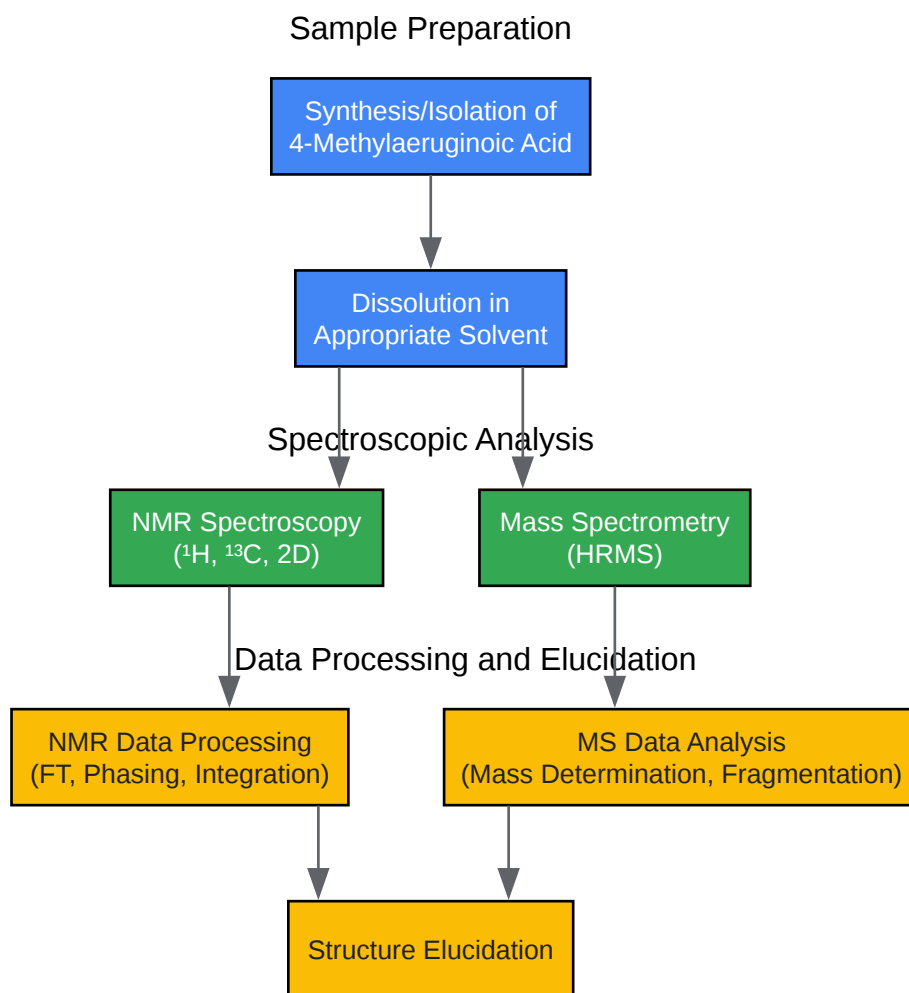 Sample Preparation
Synthesis/Isolation of
4-Methylaeruginoic Acid
Dissolution in
Appropriate Solvent
Spectroscopic Analysis
NMR Spectroscopy
(¹H, ¹³C, 2D)
Mass Spectrometry
(HRMS)
Data Processing and Elucidation
NMR Data Processing
(FT, Phasing, Integration)
MS Data Analysis
(Mass Determination, Fragmentation)
Structure Elucidation